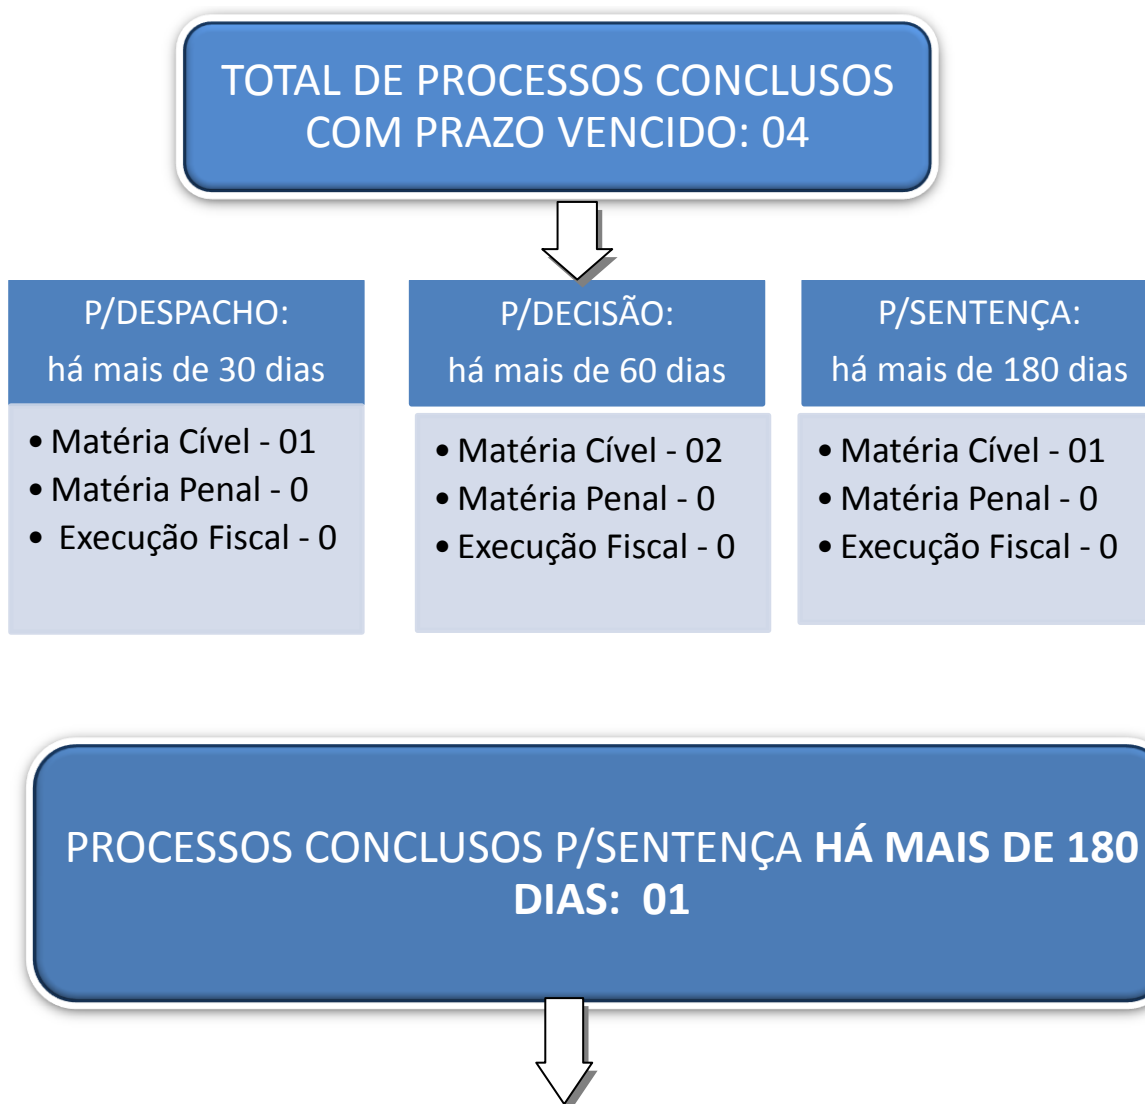 TOTAL DE PROCESSOS CONCLUSOS
COM PRAZO VENCIDO: 04
P/DESPACHO:
há mais de 30 dias
• Matéria Cível - 01
• Matéria Penal - 0
• Execução Fiscal - 0
P/DECISÃO:
há mais de 60 dias
• Matéria Cível - 02
• Matéria Penal - 0
• Execução Fiscal - 0
P/SENTENÇA:
há mais de 180 dias
• Matéria Cível - 01
• Matéria Penal - 0
• Execução Fiscal - 0
PROCESSOS CONCLUSOS P/SENTENÇA HÁ MAIS DE 180
DIAS: 01